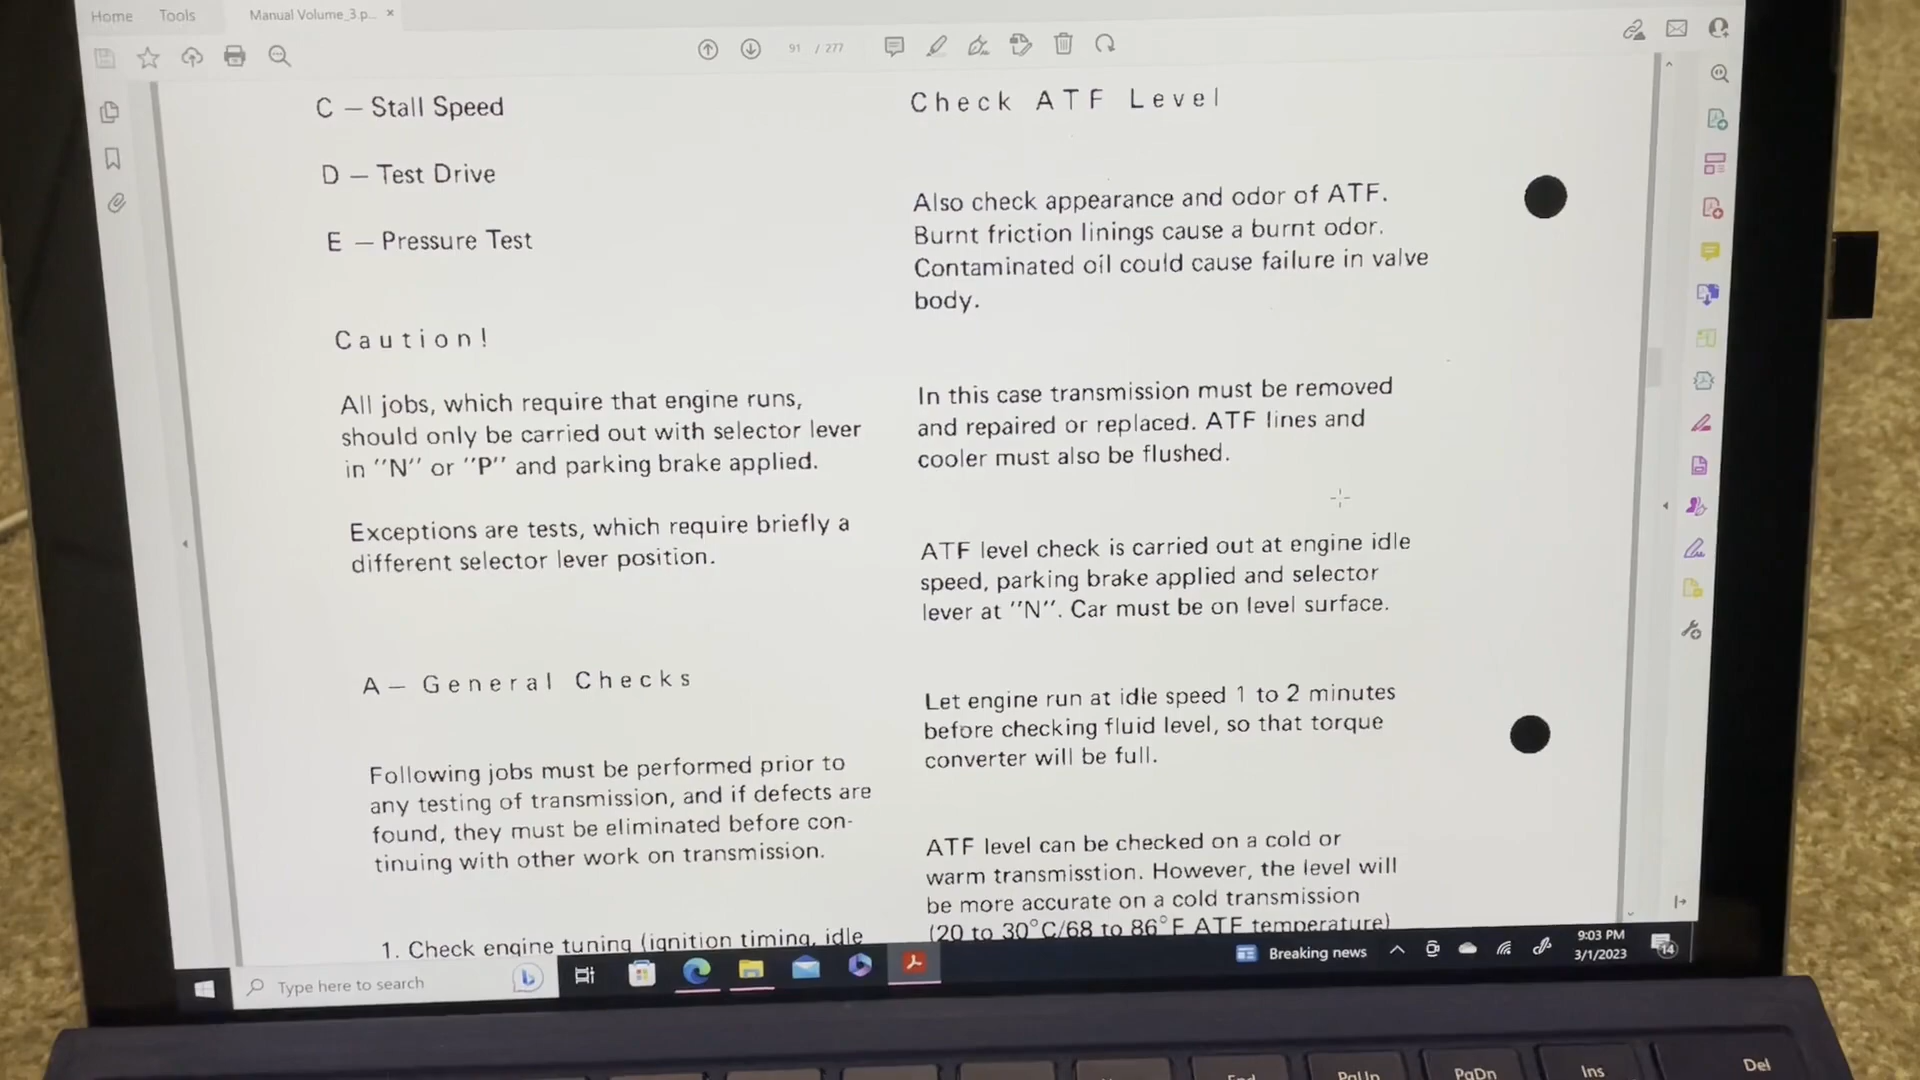 Home
Tools
Manual Volume_3.p...
91 / 277
C — Stall Speed
D — Test Drive
E — Pressure Test
Caution!
All jobs, which require that engine runs,
should only be carried out with selector lever
in ''N'' or ''P'' and parking brake applied.
Exceptions are tests, which require briefly a
different selector lever position.
A — General Checks
Following jobs must be performed prior to
any testing of transmission, and if defects are
found, they must be eliminated before con-
tinuing with other work on transmission.
1. Check engine tuning (ignition timing, idle
Check ATF Level
Also check appearance and odor of ATF.
Burnt friction linings cause a burnt odor.
Contaminated oil could cause failure in valve
body.
In this case transmission must be removed
and repaired or replaced. ATF lines and
cooler must also be flushed.
ATF level check is carried out at engine idle
speed, parking brake applied and selector
lever at ''N''. Car must be on level surface.
Let engine run at idle speed 1 to 2 minutes
before checking fluid level, so that torque
converter will be full.
ATF level can be checked on a cold or
warm transmisstion. However, the level will
be more accurate on a cold transmission
(20 to 30°C/68 to 86°F ATF temperature)
Type here to search
Breaking news
9:03 PM
3/1/2023
14
End
PgUp
PgDn
Ins
Del